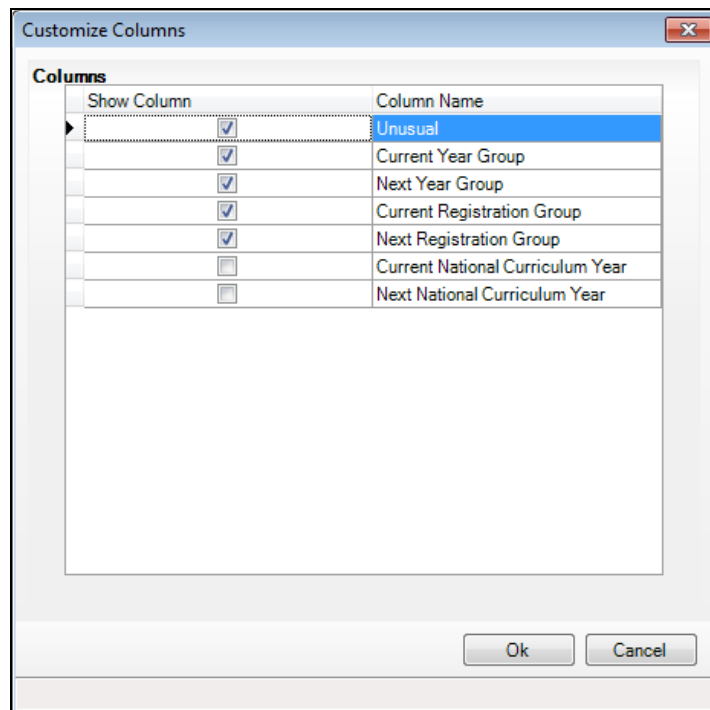 Customize Columns
Columns
Show Column Column Name
Unusual
Current Year Group
Next Year Group
Current Registration Group
Next Registration Group
Current National Curriculum Year
Next National Curriculum Year
Ok Cancel